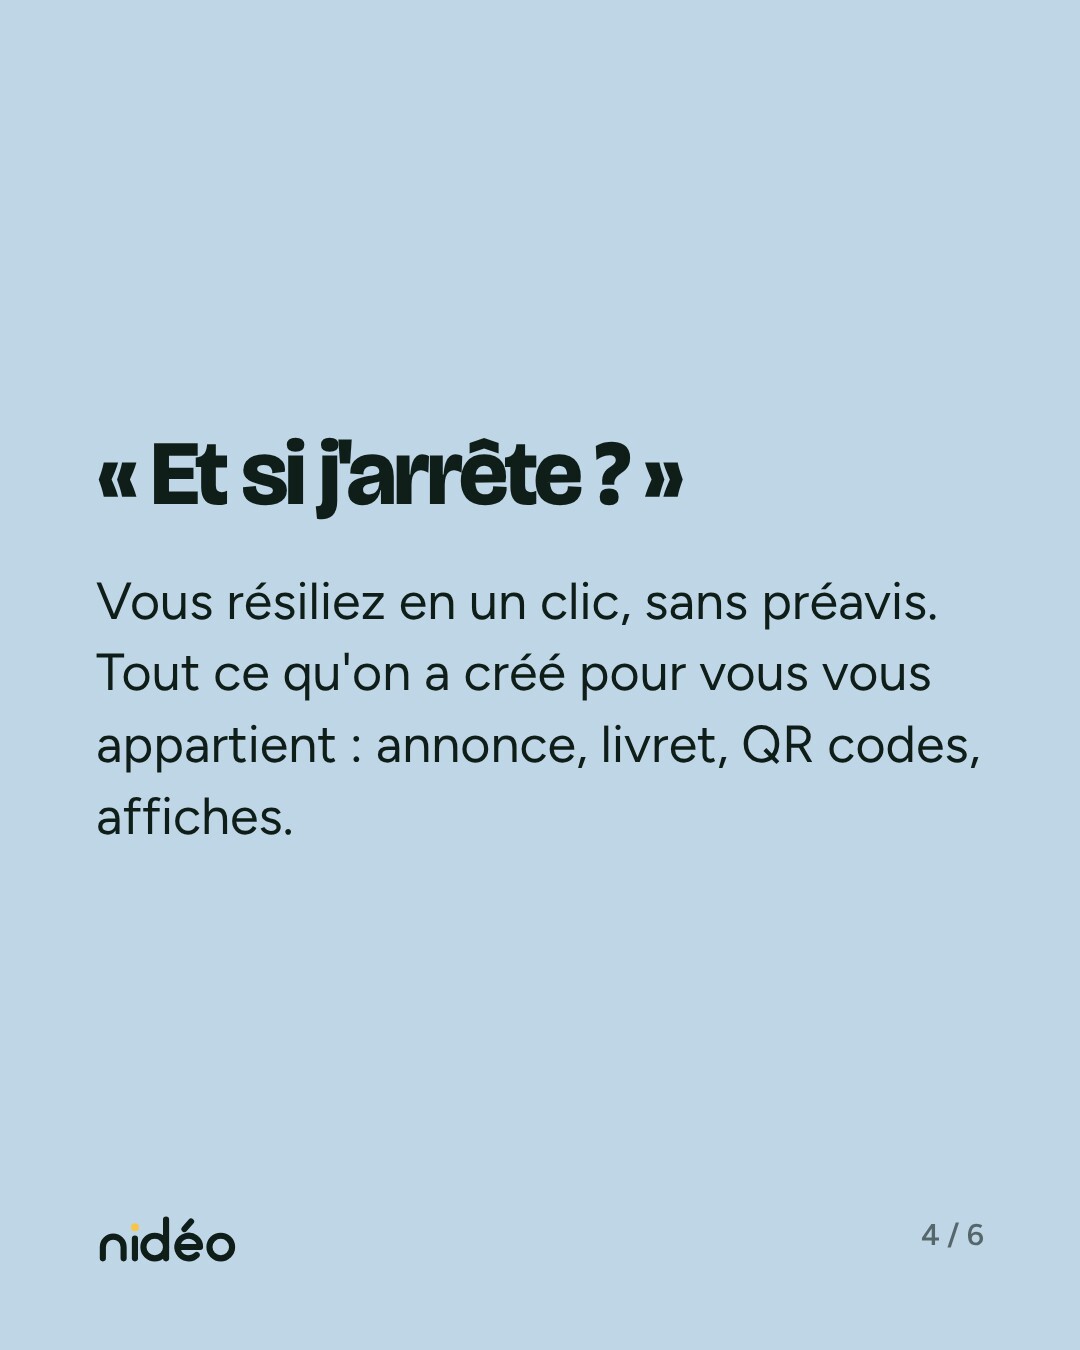 « Et si j'arrête ? »
Vous résiliez en un clic, sans préavis.
Tout ce qu'on a créé pour vous vous
appartient : annonce, livret, QR codes,
affiches.
nidéo
4 / 6